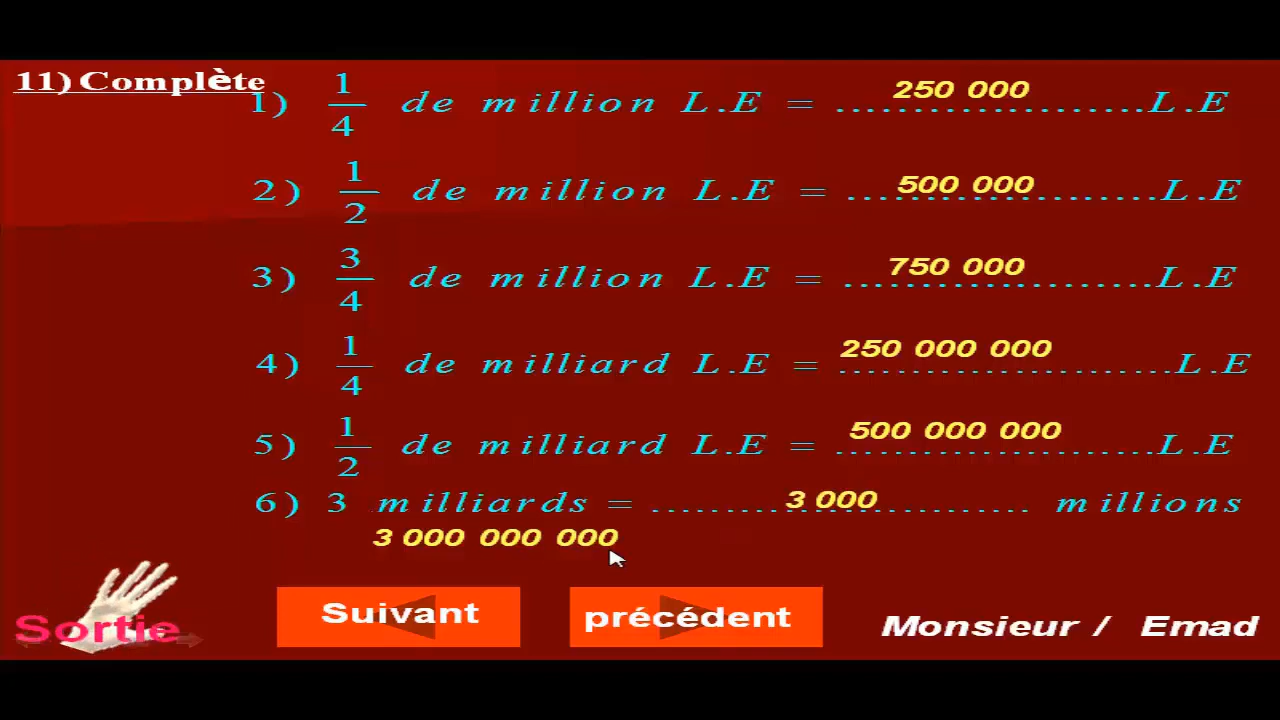 11) Complète
1) 1/4 de million L.E = 250 000 L.E
2) 1/2 de million L.E = 500 000 L.E
3) 3/4 de million L.E = 750 000 L.E
4) 1/4 de milliard L.E = 250 000 000 L.E
5) 1/2 de milliard L.E = 500 000 000 L.E
6) 3 milliards = 3 000 millions
3 000 000 000
Sortie
Suivant
précédent
Monsieur / Emad